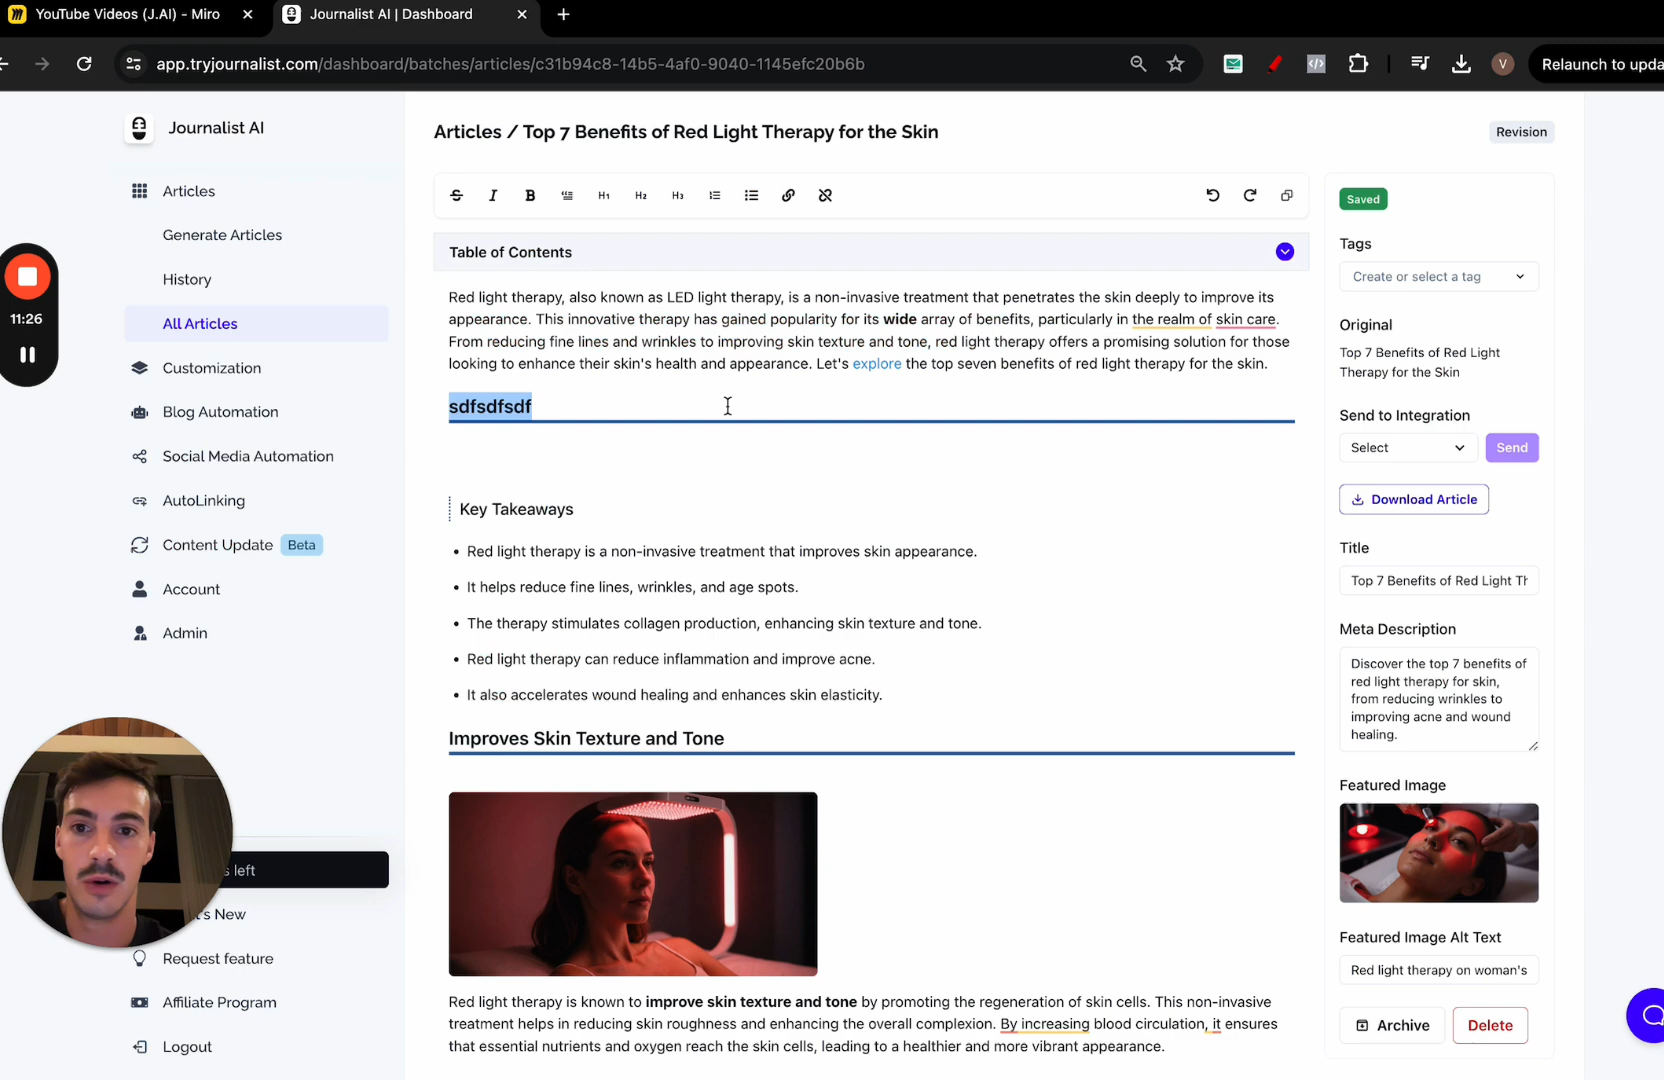 YouTube Videos (J.AI) - Miro
Journalist AI | Dashboard
app.tryjournalist.com/dashboard/batches/articles/c31b94c8-14b5-4af0-9040-1145efc20b6b
V
Relaunch to upda
Journalist AI
Articles
Generate Articles
History
All Articles
Customization
Blog Automation
Social Media Automation
AutoLinking
Content Update Beta
Account
Admin
11:26
s left
t's New
Request feature
Affiliate Program
Logout
Articles / Top 7 Benefits of Red Light Therapy for the Skin
Revision
S I B H1 H2 H3
Table of Contents
Red light therapy, also known as LED light therapy, is a non-invasive treatment that penetrates the skin deeply to improve its
appearance. This innovative therapy has gained popularity for its wide array of benefits, particularly in the realm of skin care.
From reducing fine lines and wrinkles to improving skin texture and tone, red light therapy offers a promising solution for those
looking to enhance their skin's health and appearance. Let's explore the top seven benefits of red light therapy for the skin.
sdfsdfsdf
Key Takeaways
• Red light therapy is a non-invasive treatment that improves skin appearance.
• It helps reduce fine lines, wrinkles, and age spots.
• The therapy stimulates collagen production, enhancing skin texture and tone.
• Red light therapy can reduce inflammation and improve acne.
• It also accelerates wound healing and enhances skin elasticity.
Improves Skin Texture and Tone
Red light therapy is known to improve skin texture and tone by promoting the regeneration of skin cells. This non-invasive
treatment helps in reducing skin roughness and enhancing the overall complexion. By increasing blood circulation, it ensures
that essential nutrients and oxygen reach the skin cells, leading to a healthier and more vibrant appearance.
Saved
Tags
Create or select a tag
Original
Top 7 Benefits of Red Light
Therapy for the Skin
Send to Integration
Select
Send
Download Article
Title
Top 7 Benefits of Red Light Th
Meta Description
Discover the top 7 benefits of
red light therapy for skin,
from reducing wrinkles to
improving acne and wound
healing.
Featured Image
Featured Image Alt Text
Red light therapy on woman's
Archive
Delete